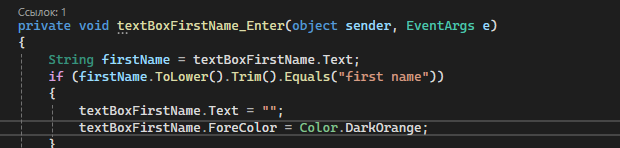 Ссылок: 1
private void textBoxFirstName_Enter(object sender, EventArgs e)
{
String firstName = textBoxFirstName.Text;
if (firstName.ToLower().Trim().Equals("first name"))
{
textBoxFirstName.Text = "";
textBoxFirstName.ForeColor = Color.DarkOrange;
}